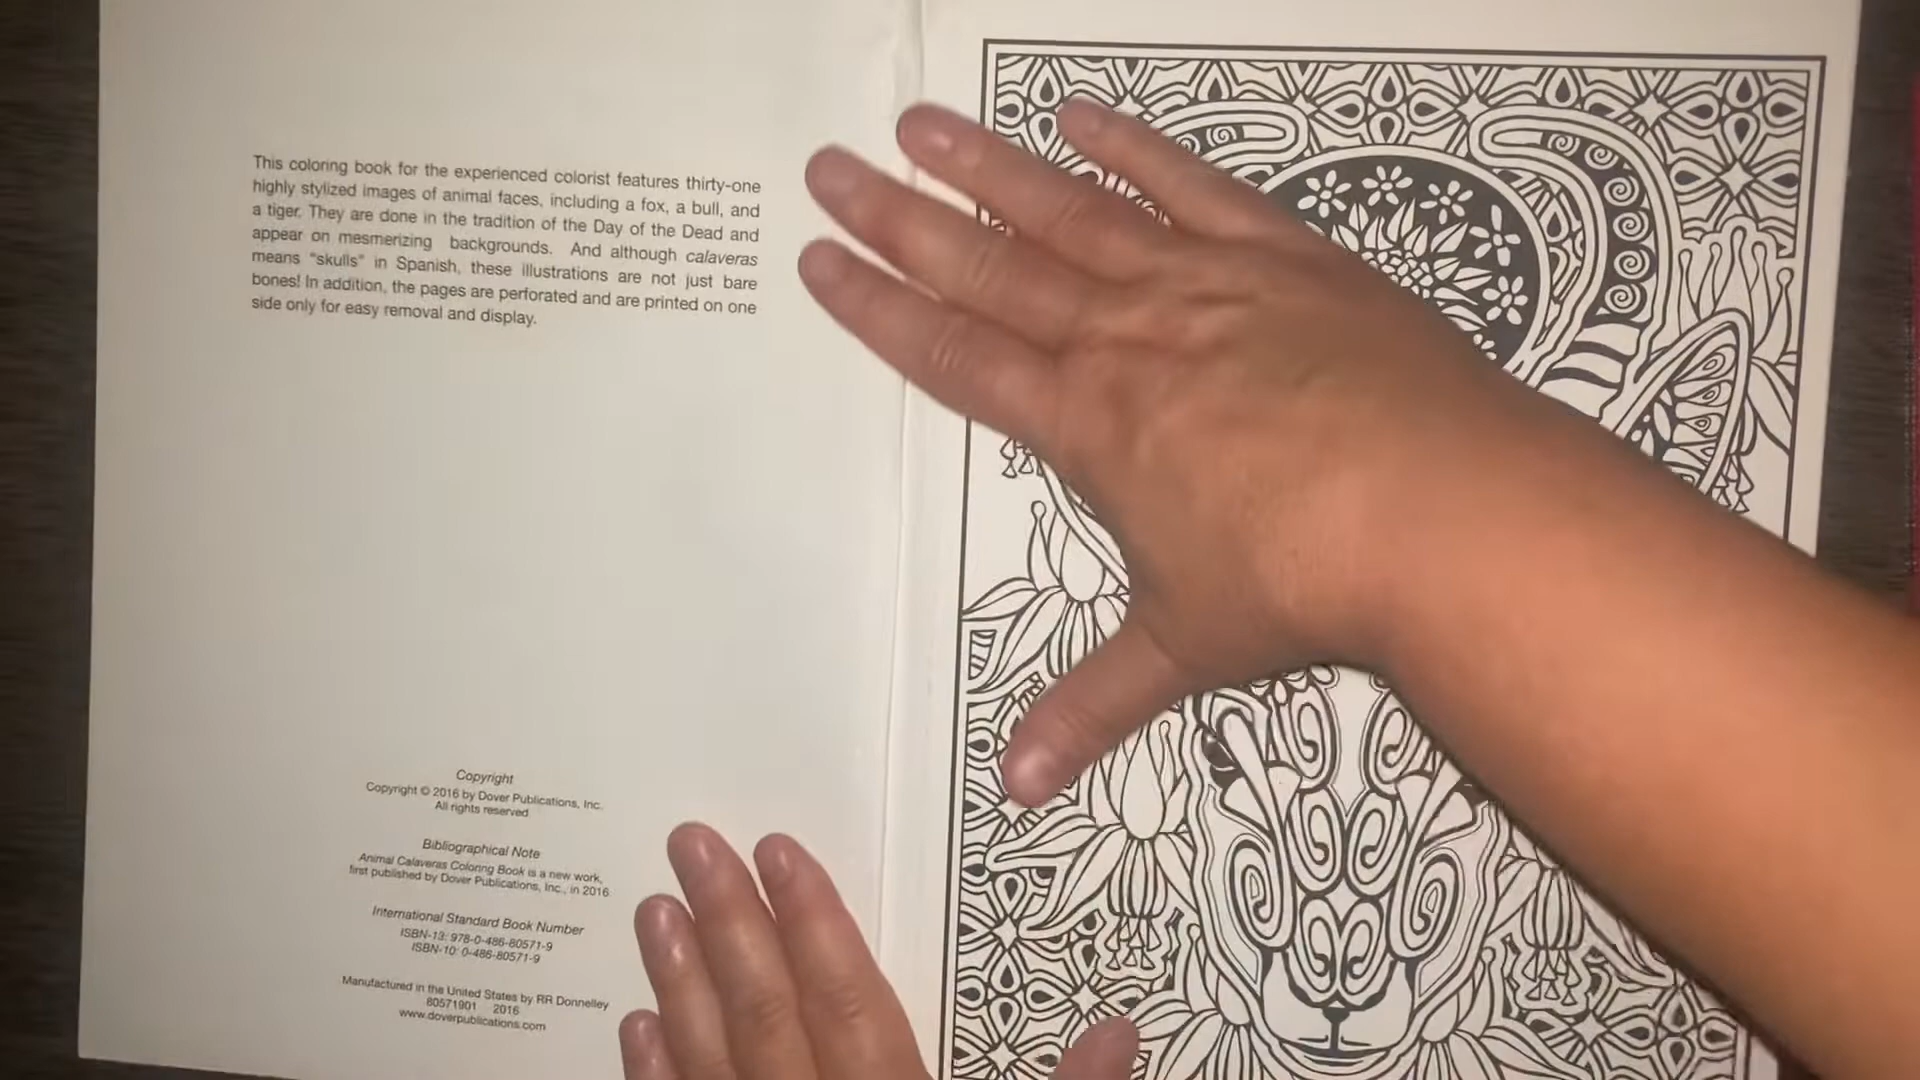 This coloring book for the experienced colorist features thirty-one
highly stylized images of animal faces, including a fox, a bull, and
a tiger. They are done in the tradition of the Day of the Dead and
appear on mesmerizing backgrounds. And although calaveras
means "skulls" in Spanish, these illustrations are not just bare
bones! In addition, the pages are perforated and are printed on one
side only for easy removal and display.
Copyright
Copyright © 2016 by Dover Publications, Inc.
All rights reserved
Bibliographical Note
Animal Calaveras Coloring Book is a new work,
first published by Dover Publications, Inc., in 2016
International Standard Book Number
ISBN-13: 978-0-486-80571-9
ISBN-10: 0-486-80571-9
Manufactured in the United States by RR Donnelley
80571901 2016
www.doverpublications.com